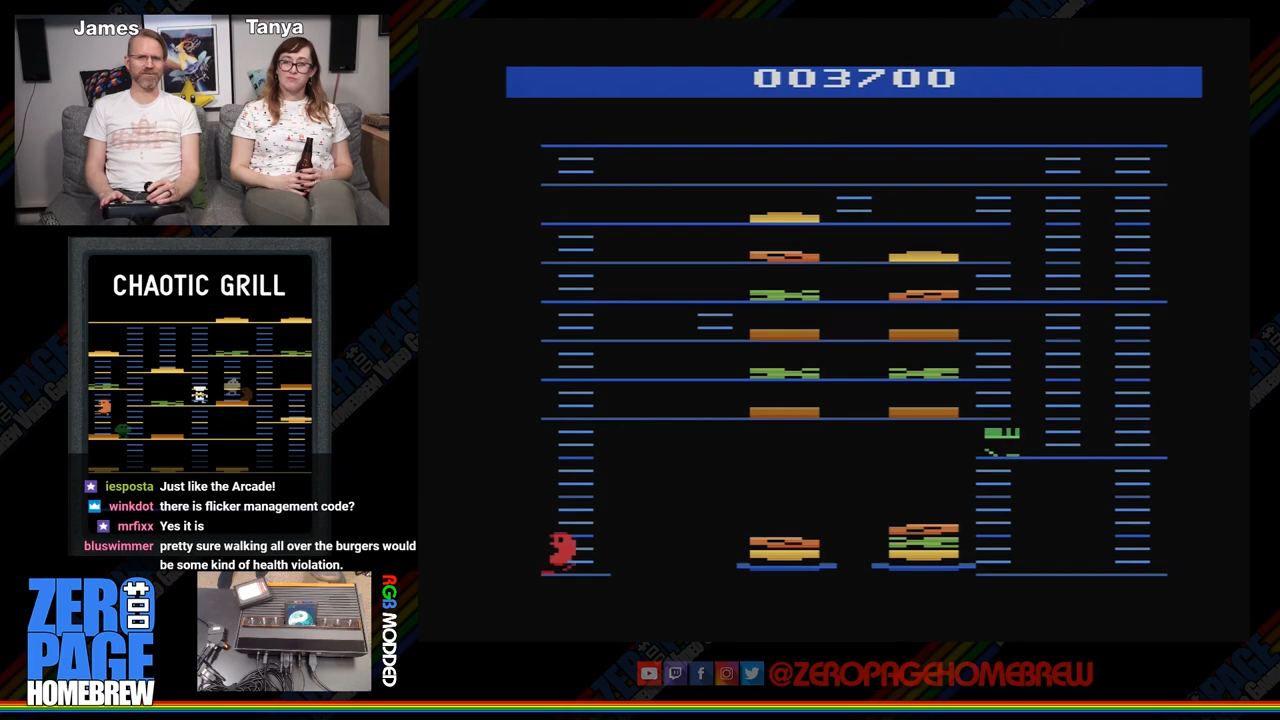 James
Tanya
003700
CHAOTIC GRILL
iesposta Just like the Arcade!
winkdot there is flicker management code?
mrfixx Yes it is
bluswimmer pretty sure walking all over the burgers would
be some kind of health violation.
ZERO
PAGE
HOMEBREW
RGB MODDED
@ZEROPAGEHOMEBREW